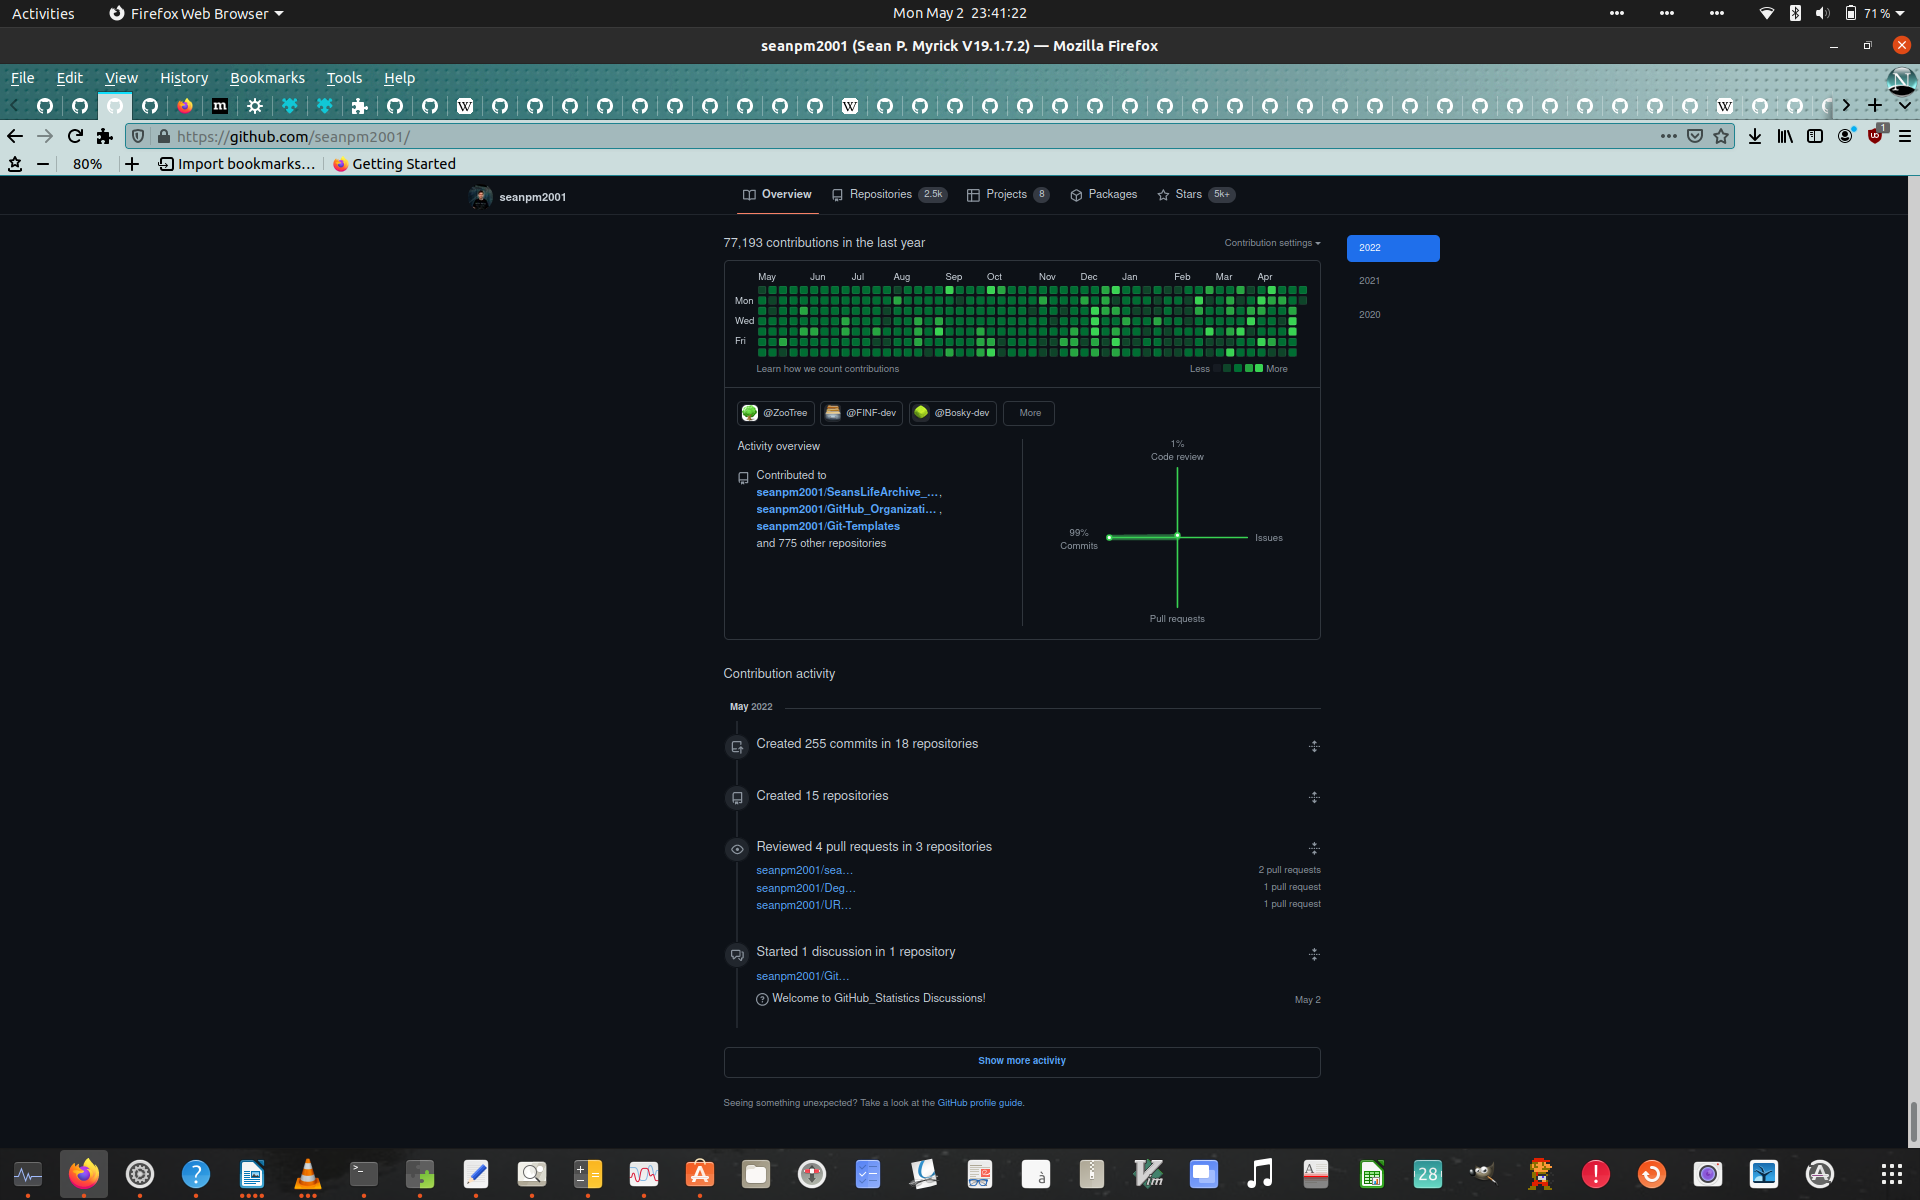 Activities
Firefox Web Browser
Mon May 2 23:41:22
71 %
seanpm2001 (Sean P. Myrick V19.1.7.2) — Mozilla Firefox
File Edit View History Bookmarks Tools Help
https://github.com/seanpm2001/
80%
Import bookmarks…
Getting Started
seanpm2001
Overview
Repositories 2.5k
Projects 8
Packages
Stars 5k+
77,193 contributions in the last year
Contribution settings
2022
2021
2020
May Jun Jul Aug Sep Oct Nov Dec Jan Feb Mar Apr
Mon
Wed
Fri
Learn how we count contributions
Less
More
@ZooTree
@FINF-dev
@Bosky-dev
More
Activity overview
Contributed to
seanpm2001/SeansLifeArchive_… ,
seanpm2001/GitHub_Organizati… ,
seanpm2001/Git-Templates
and 775 other repositories
1%
Code review
99%
Commits
Issues
Pull requests
Contribution activity
May 2022
Created 255 commits in 18 repositories
Created 15 repositories
Reviewed 4 pull requests in 3 repositories
seanpm2001/sea…
2 pull requests
seanpm2001/Deg…
1 pull request
seanpm2001/UR…
1 pull request
Started 1 discussion in 1 repository
seanpm2001/Git…
Welcome to GitHub_Statistics Discussions!
May 2
Show more activity
Seeing something unexpected? Take a look at the GitHub profile guide.
28